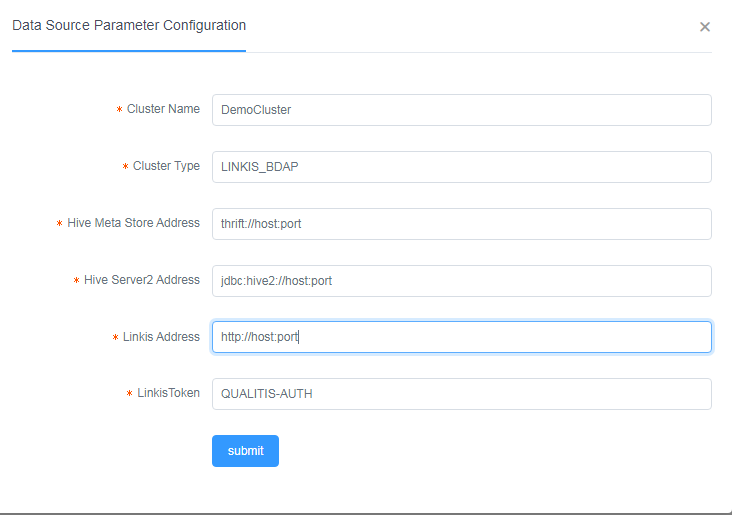 Data Source Parameter Configuration
* Cluster Name DemoCluster
* Cluster Type LINKIS_BDAP
* Hive Meta Store Address thrift://host:port
* Hive Server2 Address jdbc:hive2://host:port
* Linkis Address http://host:port
* LinkisToken QUALITIS-AUTH
submit